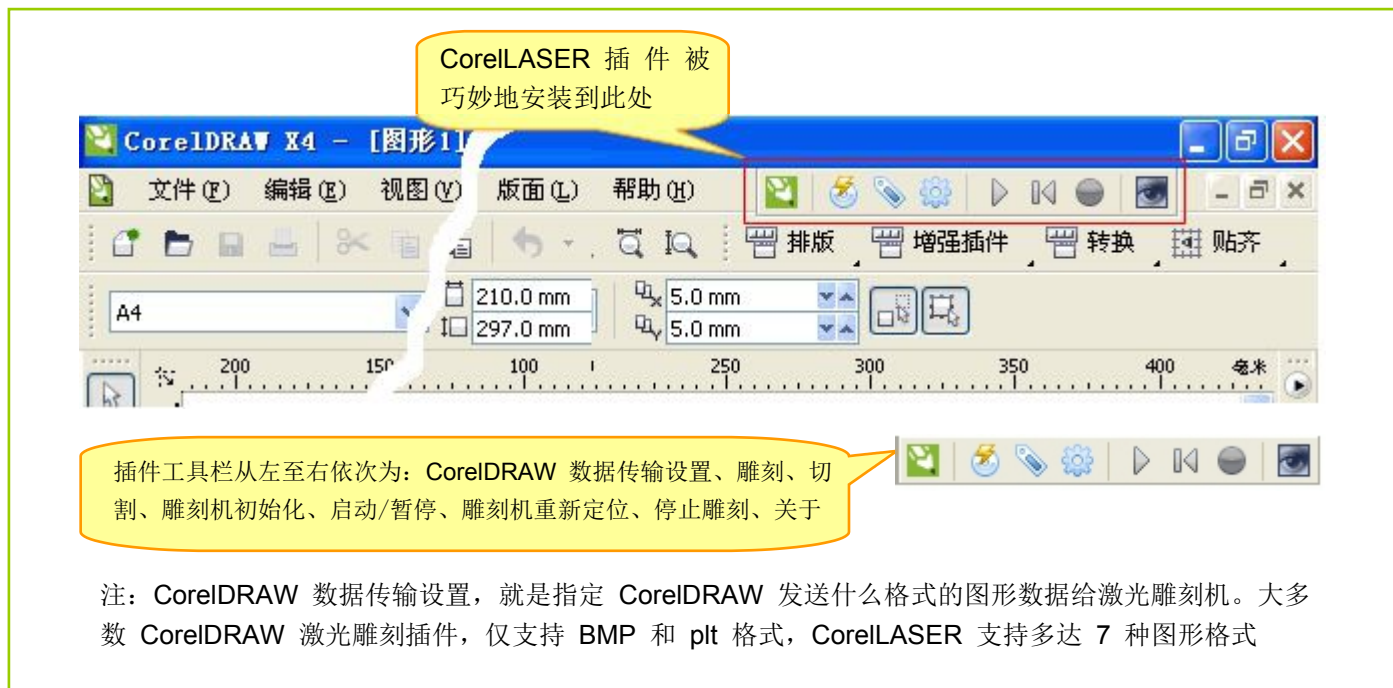 CorelLASER 插 件 被
巧妙地安装到此处
CorelDRAW X4 - [图形1]
文件(F) 编辑(E) 视图(V) 版面(L) 帮助(H)
排版 增强插件 转换 贴齐
A4 210.0 mm 5.0 mm
297.0 mm 5.0 mm
200 150 100 250 300 350 400 毫米
插件工具栏从左至右依次为：CorelDRAW 数据传输设置、雕刻、切
割、雕刻机初始化、启动/暂停、雕刻机重新定位、停止雕刻、关于
注：CorelDRAW 数据传输设置，就是指定 CorelDRAW 发送什么格式的图形数据给激光雕刻机。大多
数 CorelDRAW 激光雕刻插件，仅支持 BMP 和 plt 格式，CorelLASER 支持多达 7 种图形格式